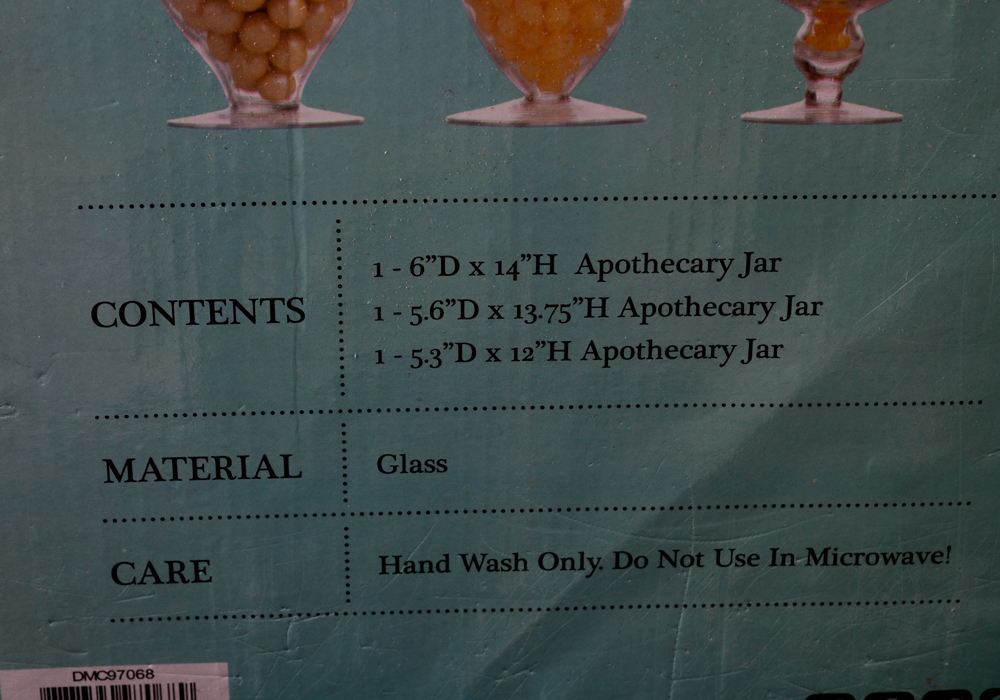 CONTENTS
1 - 6”D x 14”H Apothecary Jar
1 - 5.6”D x 13.75”H Apothecary Jar
1 - 5.3”D x 12”H Apothecary Jar
MATERIAL
Glass
CARE
Hand Wash Only. Do Not Use In Microwave!
DMC97068